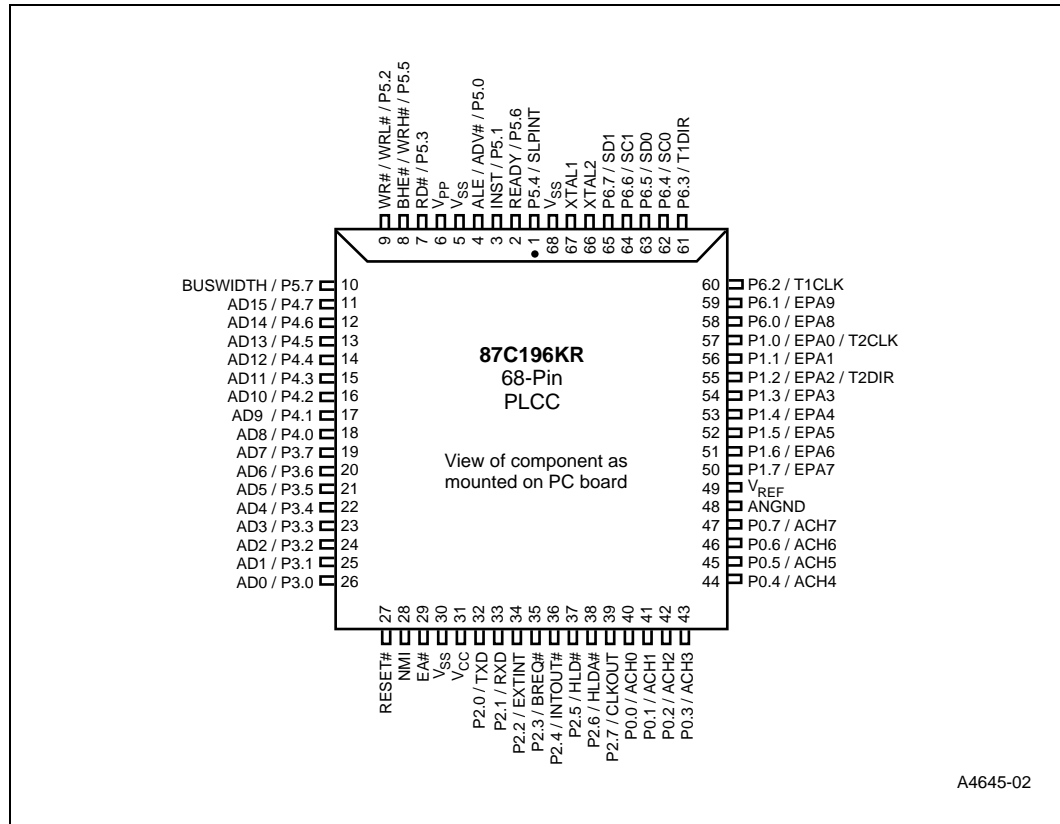 WR# / WRL# / P5.2
BHE# / WRH# / P5.5
RD# / P5.3
VPP
VSS
ALE / ADV# / P5.0
INST / P5.1
READY / P5.6
P5.4 / SLPINT
VSS
XTAL1
XTAL2
P6.7 / SD1
P6.6 / SC1
P6.5 / SD0
P6.4 / SC0
P6.3 / T1DIR
9 8 7 6 5 4 3 2 1 68 67 66 65 64 63 62 61
BUSWIDTH / P5.7 10
AD15 / P4.7 11
AD14 / P4.6 12
AD13 / P4.5 13
AD12 / P4.4 14
AD11 / P4.3 15
AD10 / P4.2 16
AD9 / P4.1 17
AD8 / P4.0 18
AD7 / P3.7 19
AD6 / P3.6 20
AD5 / P3.5 21
AD4 / P3.4 22
AD3 / P3.3 23
AD2 / P3.2 24
AD1 / P3.1 25
AD0 / P3.0 26
87C196KR
68-Pin
PLCC
View of component as
mounted on PC board
60 P6.2 / T1CLK
59 P6.1 / EPA9
58 P6.0 / EPA8
57 P1.0 / EPA0 / T2CLK
56 P1.1 / EPA1
55 P1.2 / EPA2 / T2DIR
54 P1.3 / EPA3
53 P1.4 / EPA4
52 P1.5 / EPA5
51 P1.6 / EPA6
50 P1.7 / EPA7
49 VREF
48 ANGND
47 P0.7 / ACH7
46 P0.6 / ACH6
45 P0.5 / ACH5
44 P0.4 / ACH4
27 28 29 30 31 32 33 34 35 36 37 38 39 40 41 42 43
RESET#
NMI
EA#
VSS
VCC
P2.0 / TXD
P2.1 / RXD
P2.2 / EXTINT
P2.3 / BREQ#
P2.4 / INTOUT#
P2.5 / HLD#
P2.6 / HLDA#
P2.7 / CLKOUT
P0.0 / ACH0
P0.1 / ACH1
P0.2 / ACH2
P0.3 / ACH3
A4645-02